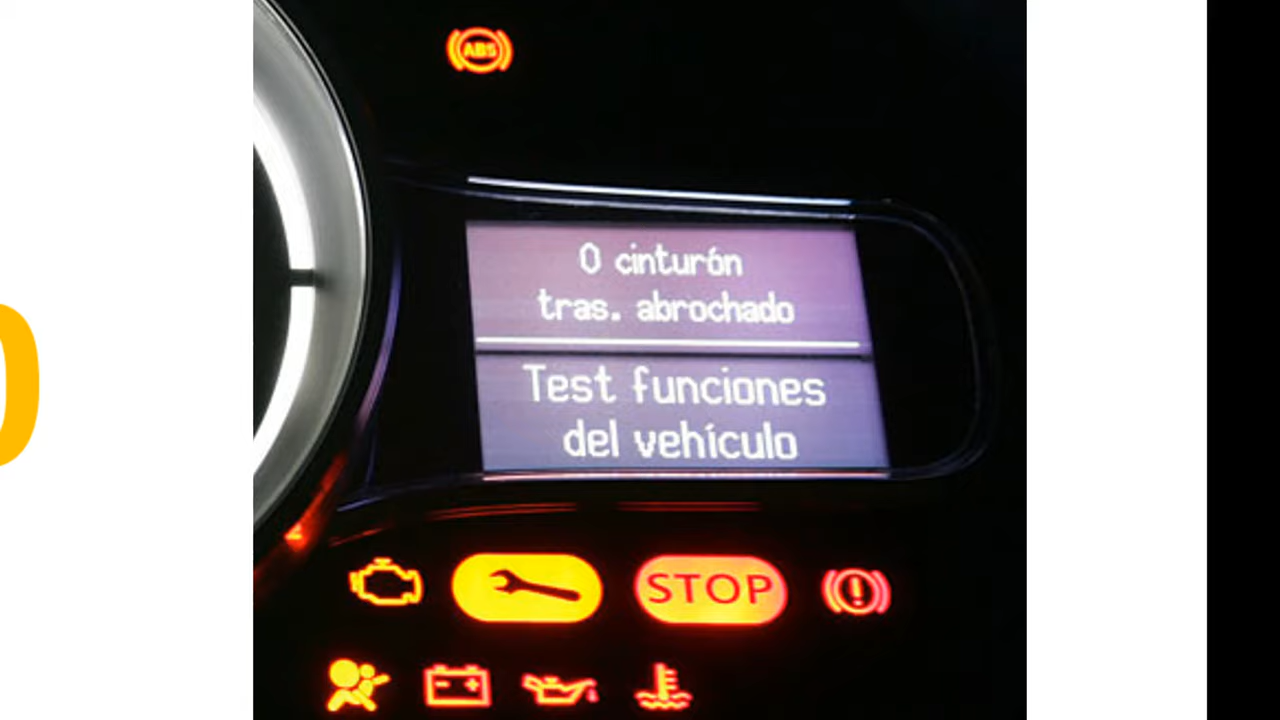 ABS
0 cinturón
tras. abrochado
Test funciones
del vehículo
STOP